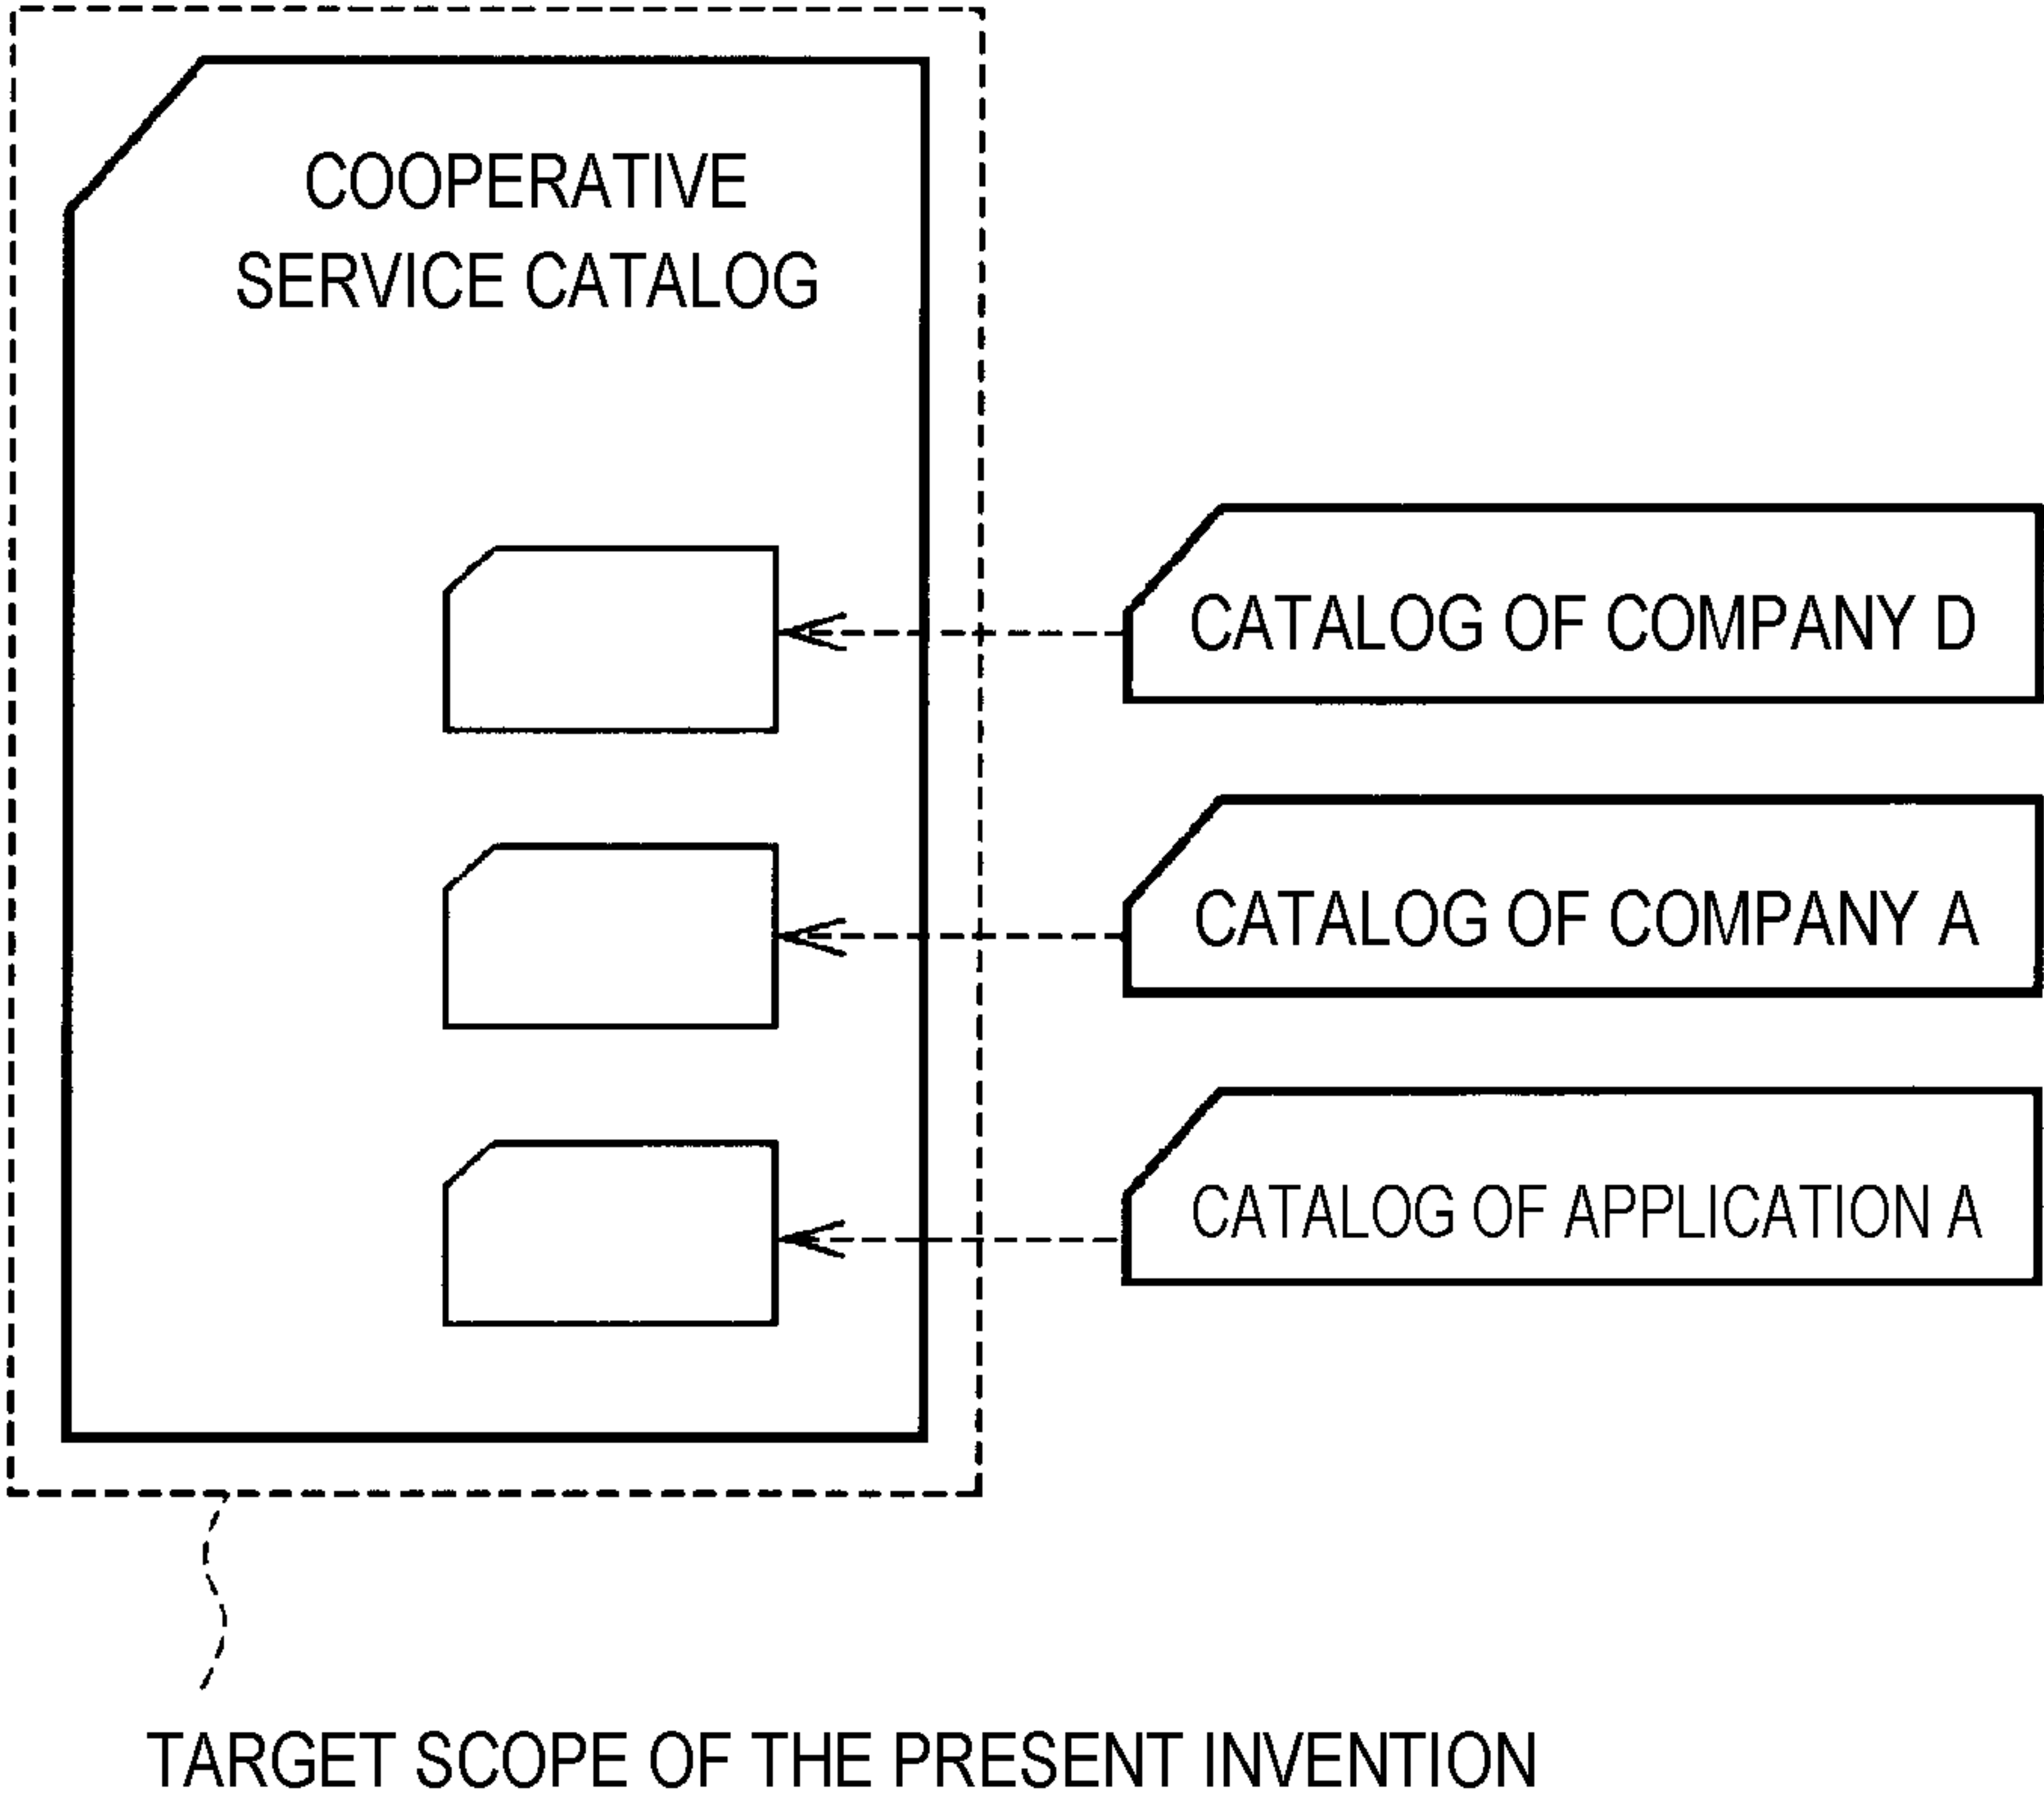 COOPERATIVE
SERVICE CATALOG
CATALOG OF COMPANY D
CATALOG OF COMPANY A
CATALOG OF APPLICATION A
TARGET SCOPE OF THE PRESENT INVENTION